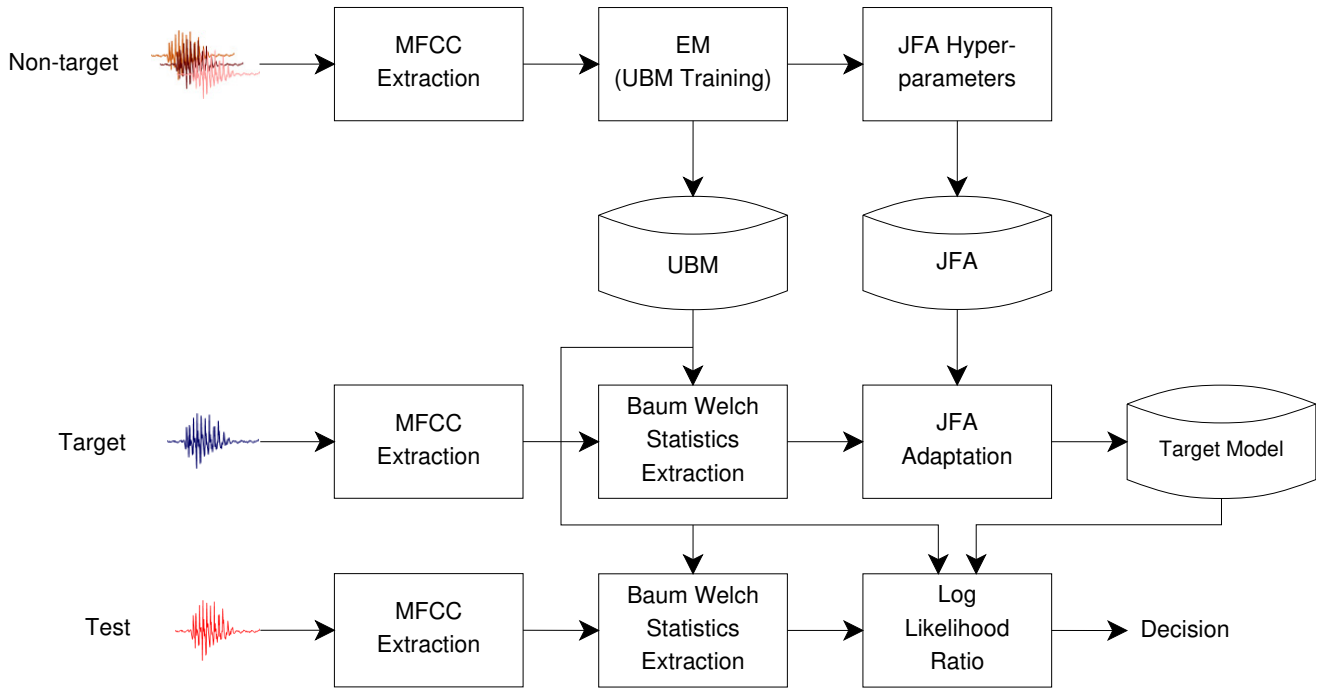 Non-target
MFCC
Extraction
EM
(UBM Training)
JFA Hyper-
parameters
UBM
JFA
Target
MFCC
Extraction
Baum Welch
Statistics
Extraction
JFA
Adaptation
Target Model
Test
MFCC
Extraction
Baum Welch
Statistics
Extraction
Log
Likelihood
Ratio
Decision